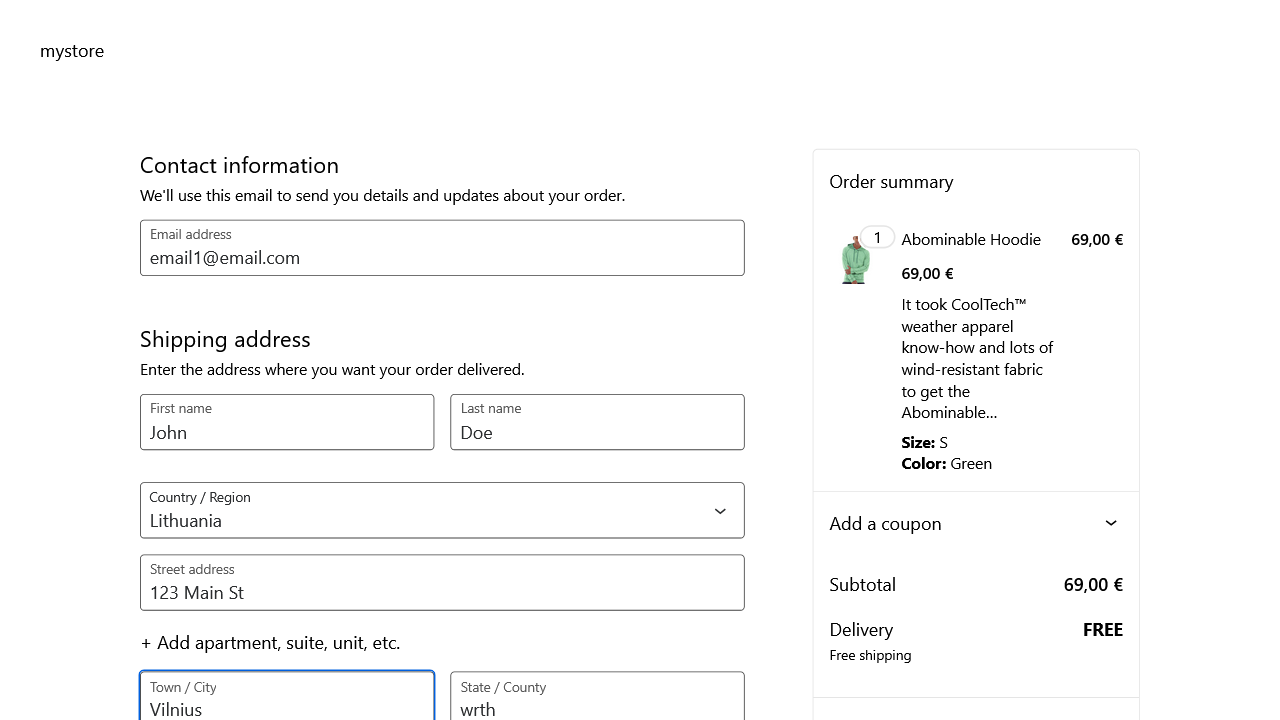 mystore
Contact information
We'll use this email to send you details and updates about your order.
Email address
email1@email.com
Shipping address
Enter the address where you want your order delivered.
First name
John
Last name
Doe
Country / Region
Lithuania
Street address
123 Main St
+ Add apartment, suite, unit, etc.
Town / City
Vilnius
State / County
wrth
Order summary
1
Abominable Hoodie
69,00 €
69,00 €
It took CoolTech™
weather apparel
know-how and lots of
wind-resistant fabric
to get the
Abominable...
Size: S
Color: Green
Add a coupon
Subtotal
69,00 €
Delivery
FREE
Free shipping